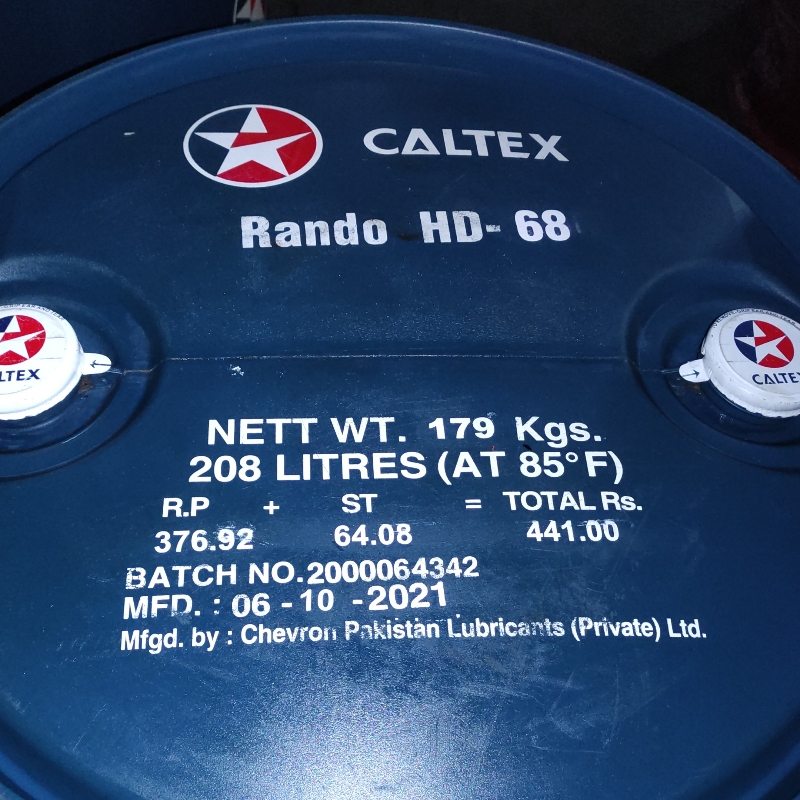 CALTEX
Rando HD-68
LTEX
CALTEX
NETT WT. 179 Kgs.
208 LITRES (AT 85°F)
R.P + ST = TOTAL Rs.
376.92 64.08 441.00
BATCH NO.2000064342
MFD. : 06-10-2021
Mfgd. by : Chevron Pakistan Lubricants (Private) Ltd.